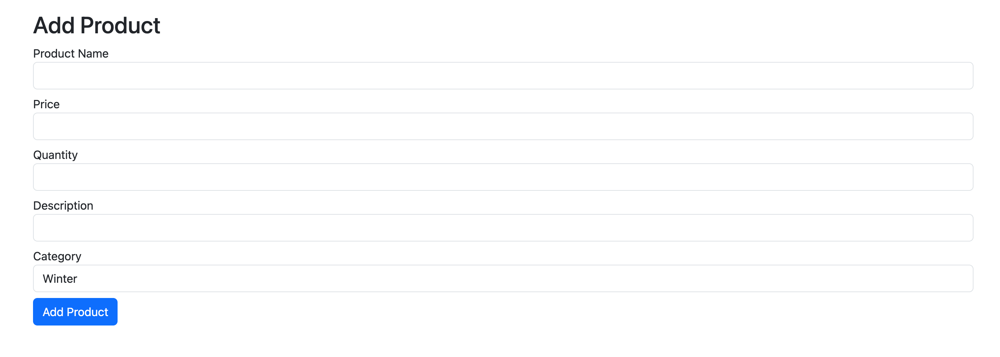 Add Product
Product Name
Price
Quantity
Description
Category
Winter
Add Product